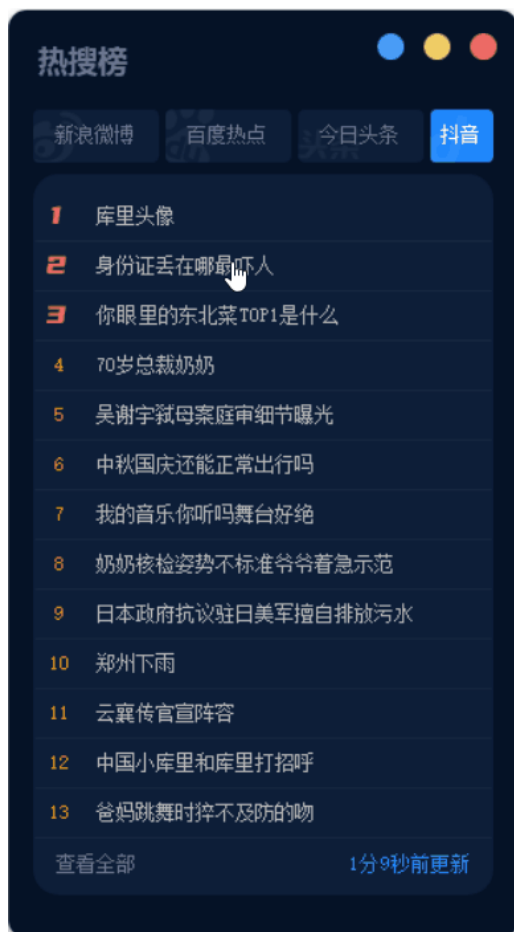 热搜榜
新浪微博 百度热点 今日头条 抖音
1 库里头像
2 身份证丢在哪最吓人
3 你眼里的东北菜TOP1是什么
4 70岁总裁奶奶
5 吴谢宇弑母案庭审细节曝光
6 中秋国庆还能正常出行吗
7 我的音乐你听吗舞台好绝
8 奶奶核检姿势不标准爷爷着急示范
9 日本政府抗议驻日美军擅自排放污水
10 郑州下雨
11 云襄传官宣阵容
12 中国小库里和库里打招呼
13 爸妈跳舞时猝不及防的吻
查看全部 1分9秒前更新